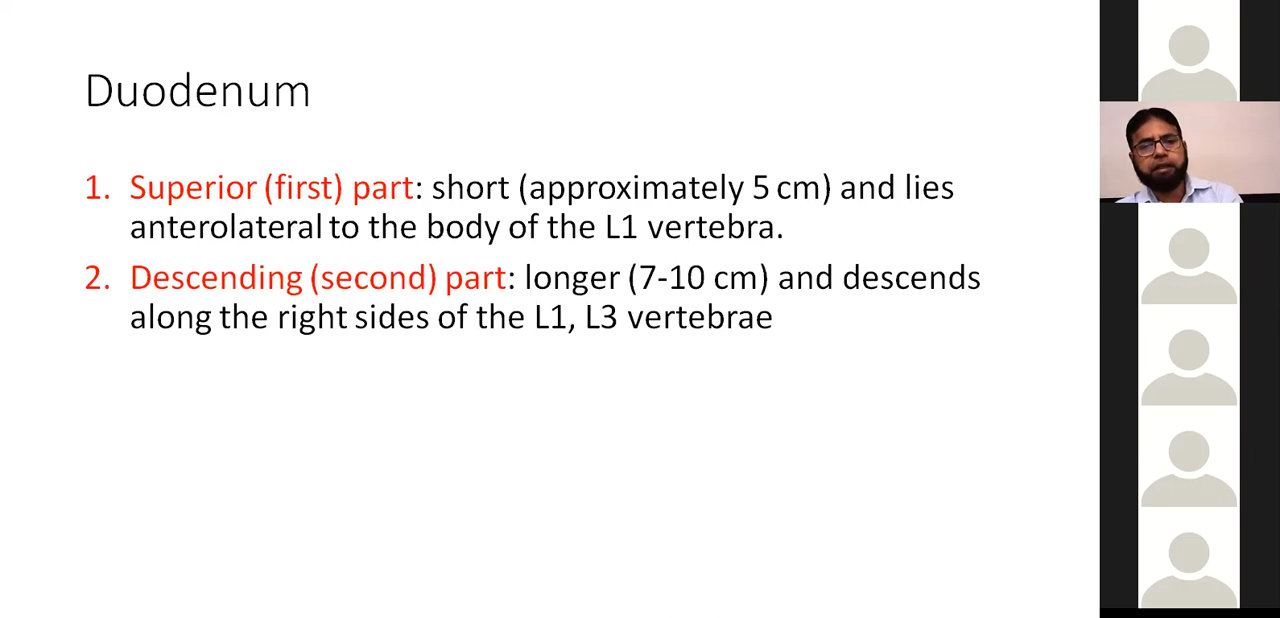 Duodenum
1. Superior (first) part: short (approximately 5 cm) and lies
anterolateral to the body of the L1 vertebra.
2. Descending (second) part: longer (7-10 cm) and descends
along the right sides of the L1, L3 vertebrae